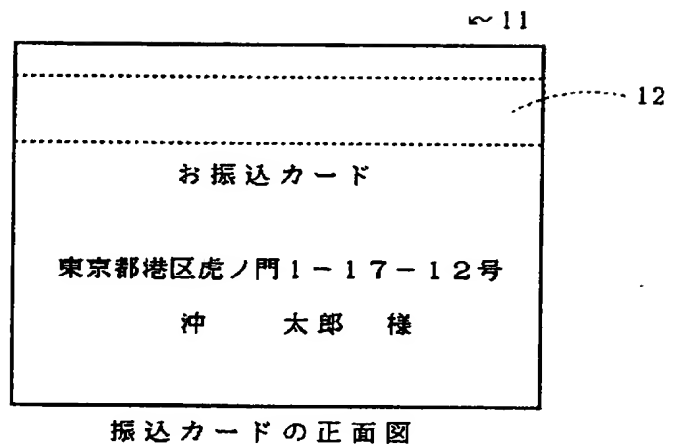 11
12
お振込カード
東京都港区虎ノ門1-17-12号
沖 太郎 様
振込カードの正面図